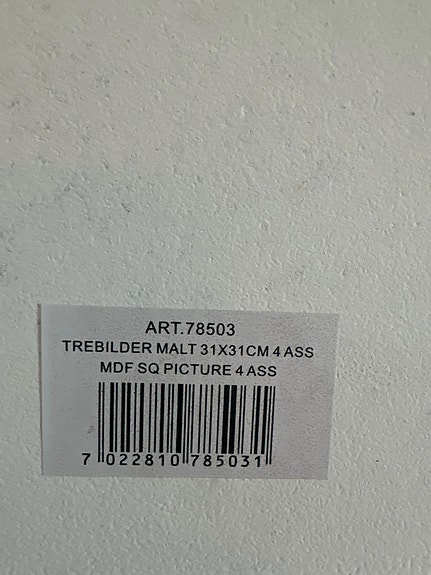 ART.78503
TREBILDER MALT 31X31CM 4 ASS
MDF SQ PICTURE 4 ASS
7 022810 785031